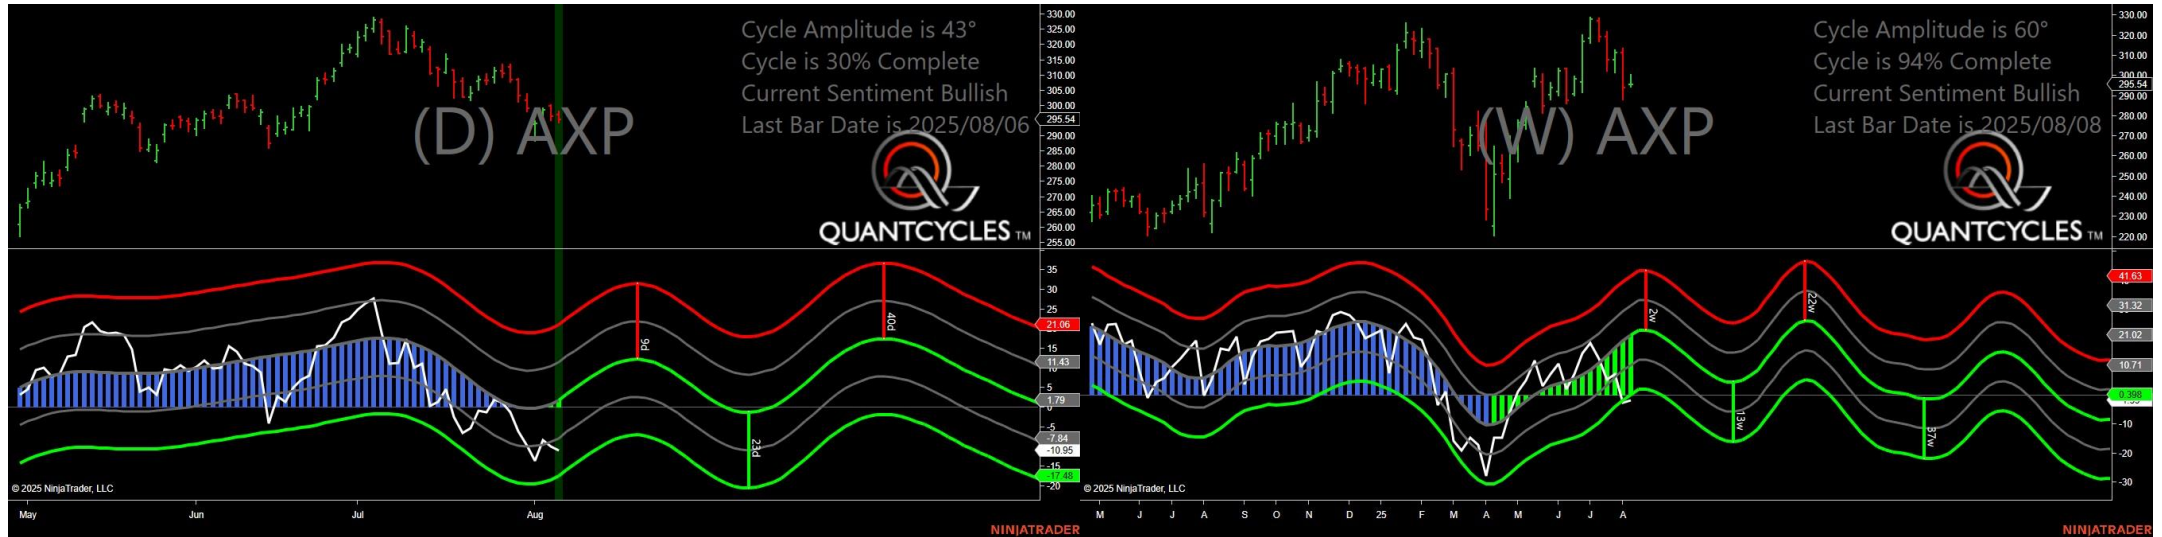 Cycle Amplitude is 43°
Cycle is 30% Complete
Current Sentiment Bullish
Last Bar Date is 2025/08/06
(D) AXP
QUANTCYCLES TM
330.00
325.00
320.00
315.00
310.00
305.00
300.00
295.54
290.00
285.00
280.00
275.00
270.00
265.00
260.00
255.00
9d
23d
40d
35
30
25
21.06
15
11.43
5
1.79
0
-5
-7.84
-10.95
-15
-17.48
-20
© 2025 NinjaTrader, LLC
May Jun Jul Aug
NINJATRADER
Cycle Amplitude is 60°
Cycle is 94% Complete
Current Sentiment Bullish
Last Bar Date is 2025/08/08
(W) AXP
QUANTCYCLES TM
330.00
320.00
310.00
300.00
295.54
290.00
280.00
270.00
260.00
250.00
240.00
230.00
220.00
2w
13w
22w
37w
41.63
31.32
21.02
10.71
0.398
-10
-20
-30
© 2025 NinjaTrader, LLC
M J J A S O N D 25 F M A M J J A
NINJATRADER